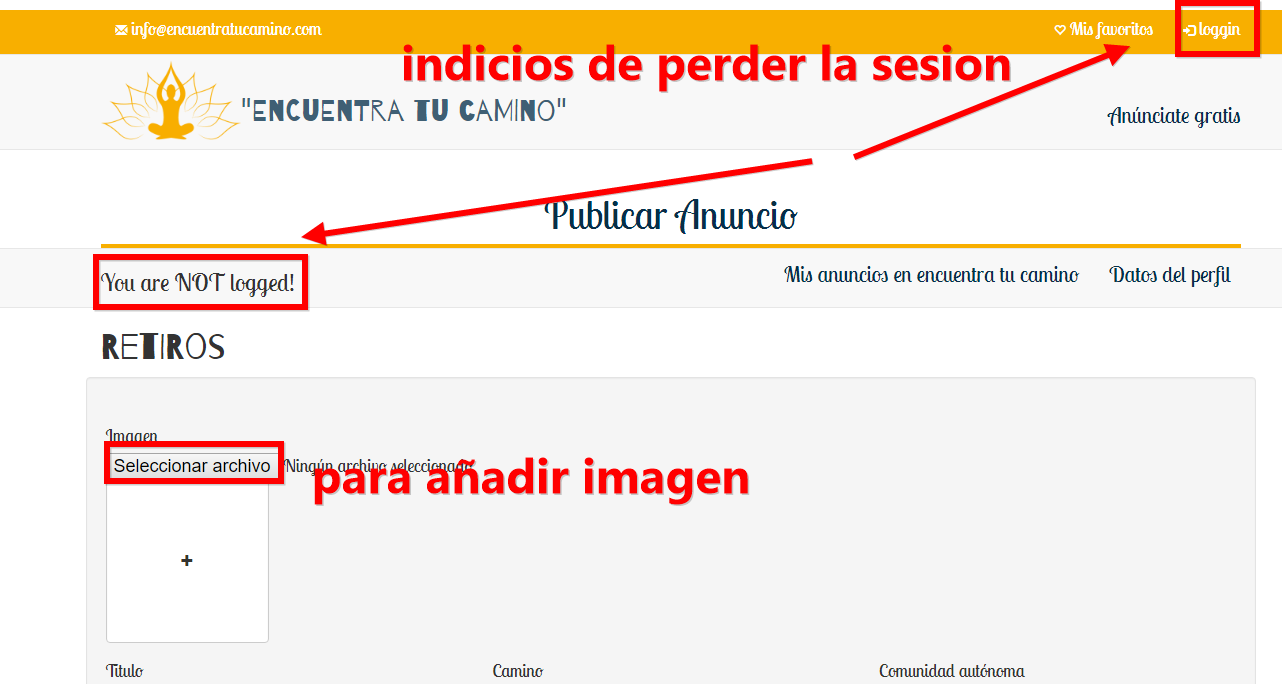 info@encuentratucamino.com
Mis favoritos
loggin
indicios de perder la sesion
"ENCUENTRA TU CAMINO"
Anúnciate gratis
Publicar Anuncio
You are NOT logged!
Mis anuncios en encuentra tu camino
Datos del perfil
RETIROS
Imagen
Seleccionar archivo
Ningún archivo seleccionado
para añadir imagen
+
Titulo
Camino
Comunidad autónoma